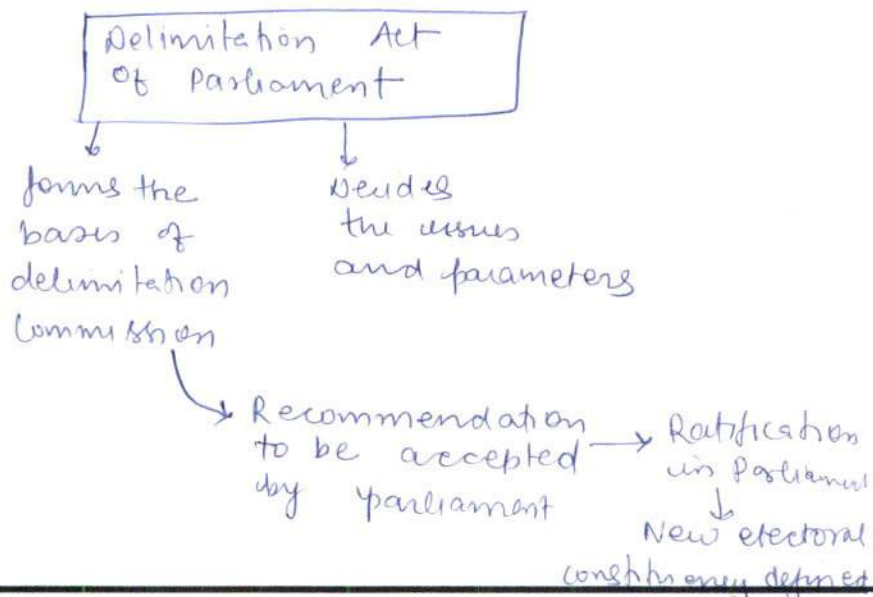 Delimitation Act
of Parliament
forms the
bases of
delimitation
Commission
Decides
the issues
and parameters
Recommendation
to be accepted
by parliament
Ratification
in Parliament
New electoral
constituency defined